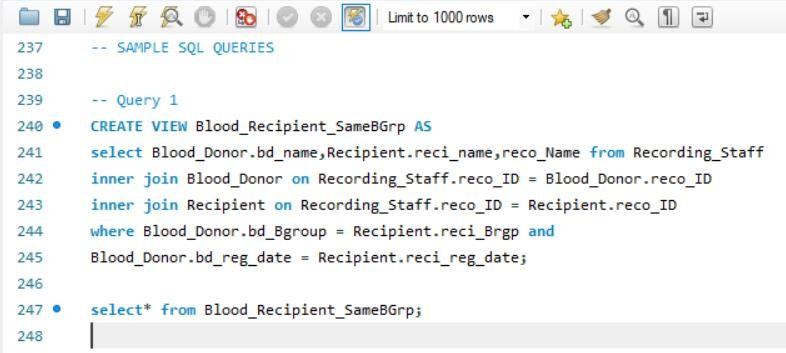 Limit to 1000 rows
237 -- SAMPLE SQL QUERIES
238
239 -- Query 1
240 CREATE VIEW Blood_Recipient_SameBGrp AS
241 select Blood_Donor.bd_name,Recipient.reci_name,reco_Name from Recording_Staff
242 inner join Blood_Donor on Recording_Staff.reco_ID = Blood_Donor.reco_ID
243 inner join Recipient on Recording_Staff.reco_ID = Recipient.reco_ID
244 where Blood_Donor.bd_Bgroup = Recipient.reci_Brgp and
245 Blood_Donor.bd_reg_date = Recipient.reci_reg_date;
246
247 select* from Blood_Recipient_SameBGrp;
248